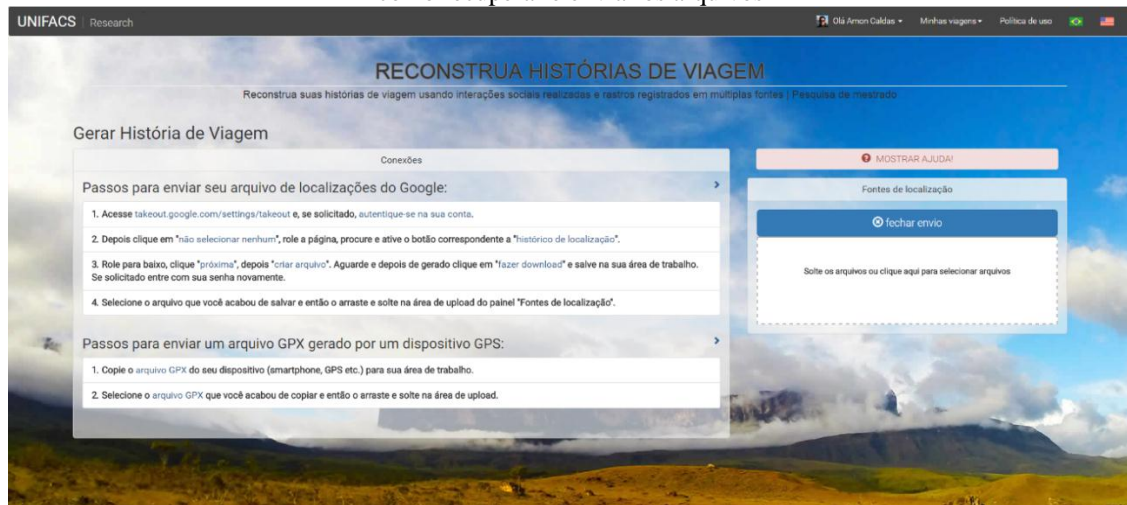 UNIFACS | Research
Olá Amon Caldas
Minhas viagens
Política de uso
RECONSTRUA HISTÓRIAS DE VIAGEM
Reconstrua suas histórias de viagem usando interações sociais realizadas e rastros registrados em múltiplas fontes | Pesquisa de mestrado.
Gerar História de Viagem
Conexões
Passos para enviar seu arquivo de localizações do Google:
1. Acesse takeout.google.com/settings/takeout e, se solicitado, autentique-se na sua conta.
2. Depois clique em "não selecionar nenhum", role a página, procure e ative o botão correspondente a "histórico de localização".
3. Role para baixo, clique "próxima", depois "criar arquivo". Aguarde e depois de gerado clique em "fazer download" e salve na sua área de trabalho.
Se solicitado entre com sua senha novamente.
4. Selecione o arquivo que você acabou de salvar e então o arraste e solte na área de upload do painel "Fontes de localização".
Passos para enviar um arquivo GPX gerado por um dispositivo GPS:
1. Copie o arquivo GPX do seu dispositivo (smartphone, GPS etc.) para sua área de trabalho.
2. Selecione o arquivo GPX que você acabou de copiar e então o arraste e solte na área de upload.
MOSTRAR AJUDA!
Fontes de localização
fechar envio
Solte os arquivos ou clique aqui para selecionar arquivos